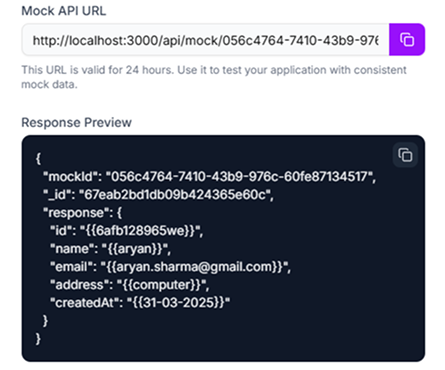 Mock API URL
http://localhost:3000/api/mock/056c4764-7410-43b9-976
This URL is valid for 24 hours. Use it to test your application with consistent
mock data.
Response Preview
{
"mockId": "056c4764-7410-43b9-976c-60fe87134517",
"_id": "67eab2bd1db09b424365e60c",
"response": {
"id": "{{6afb128965we}}",
"name": "{{aryan}}",
"email": "{{aryan.sharma@gmail.com}}",
"address": "{{computer}}",
"createdAt": "{{31-03-2025}}"
}
}